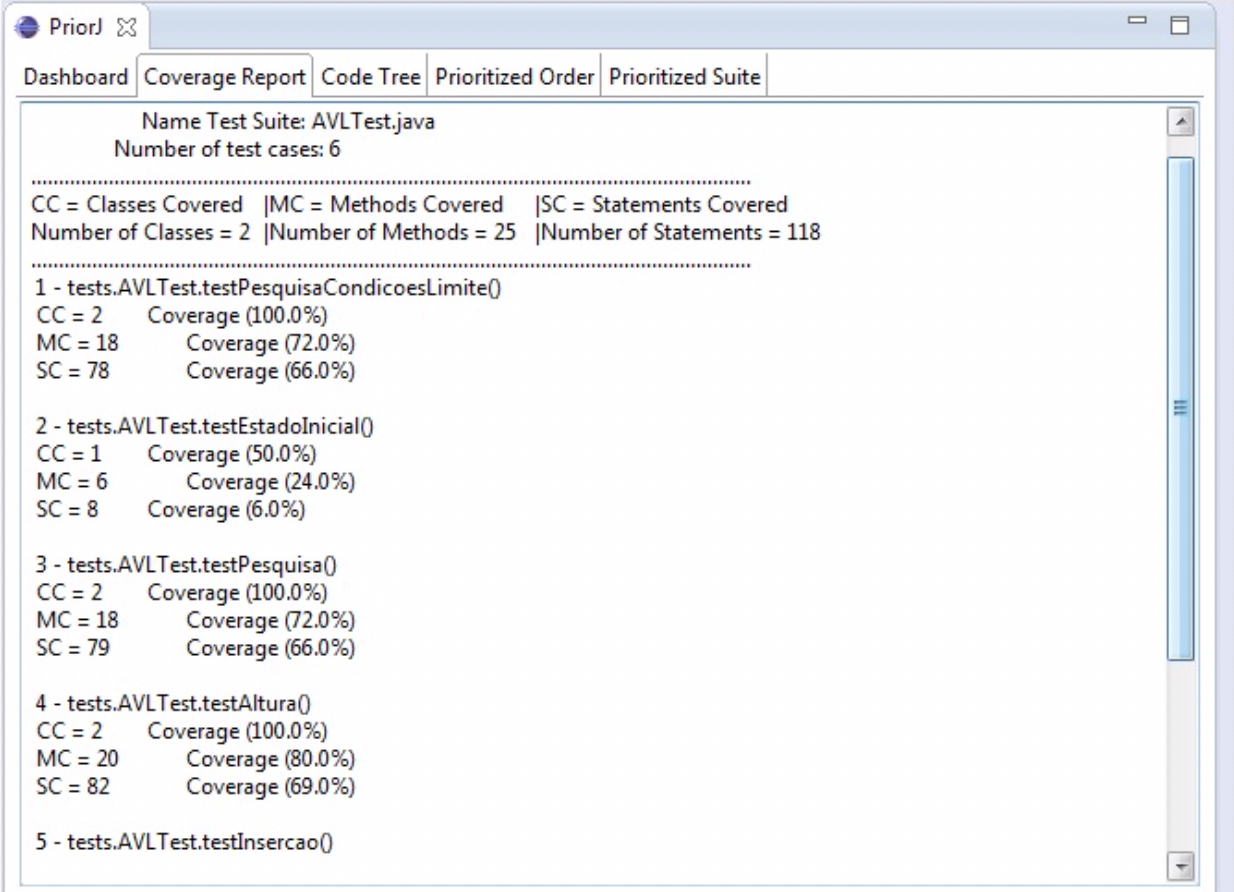 PriorJ
Dashboard Coverage Report Code Tree Prioritized Order Prioritized Suite
Name Test Suite: AVLTest.java
Number of test cases: 6
CC = Classes Covered |MC = Methods Covered |SC = Statements Covered
Number of Classes = 2 |Number of Methods = 25 |Number of Statements = 118
1 - tests.AVLTest.testPesquisaCondicoesLimite()
CC = 2 Coverage (100.0%)
MC = 18 Coverage (72.0%)
SC = 78 Coverage (66.0%)
2 - tests.AVLTest.testEstadoInicial()
CC = 1 Coverage (50.0%)
MC = 6 Coverage (24.0%)
SC = 8 Coverage (6.0%)
3 - tests.AVLTest.testPesquisa()
CC = 2 Coverage (100.0%)
MC = 18 Coverage (72.0%)
SC = 79 Coverage (66.0%)
4 - tests.AVLTest.testAltura()
CC = 2 Coverage (100.0%)
MC = 20 Coverage (80.0%)
SC = 82 Coverage (69.0%)
5 - tests.AVLTest.testInsercao()